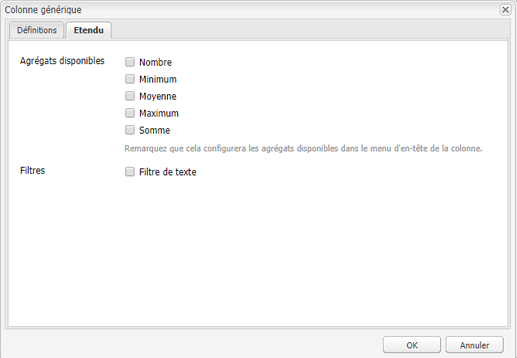 Colonne générique
Définitions Etendu
Agrégats disponibles Nombre
Minimum
Moyenne
Maximum
Somme
Remarquez que cela configurera les agrégats disponibles dans le menu d'en-tête de la colonne.
Filtres Filtre de texte
OK Annuler